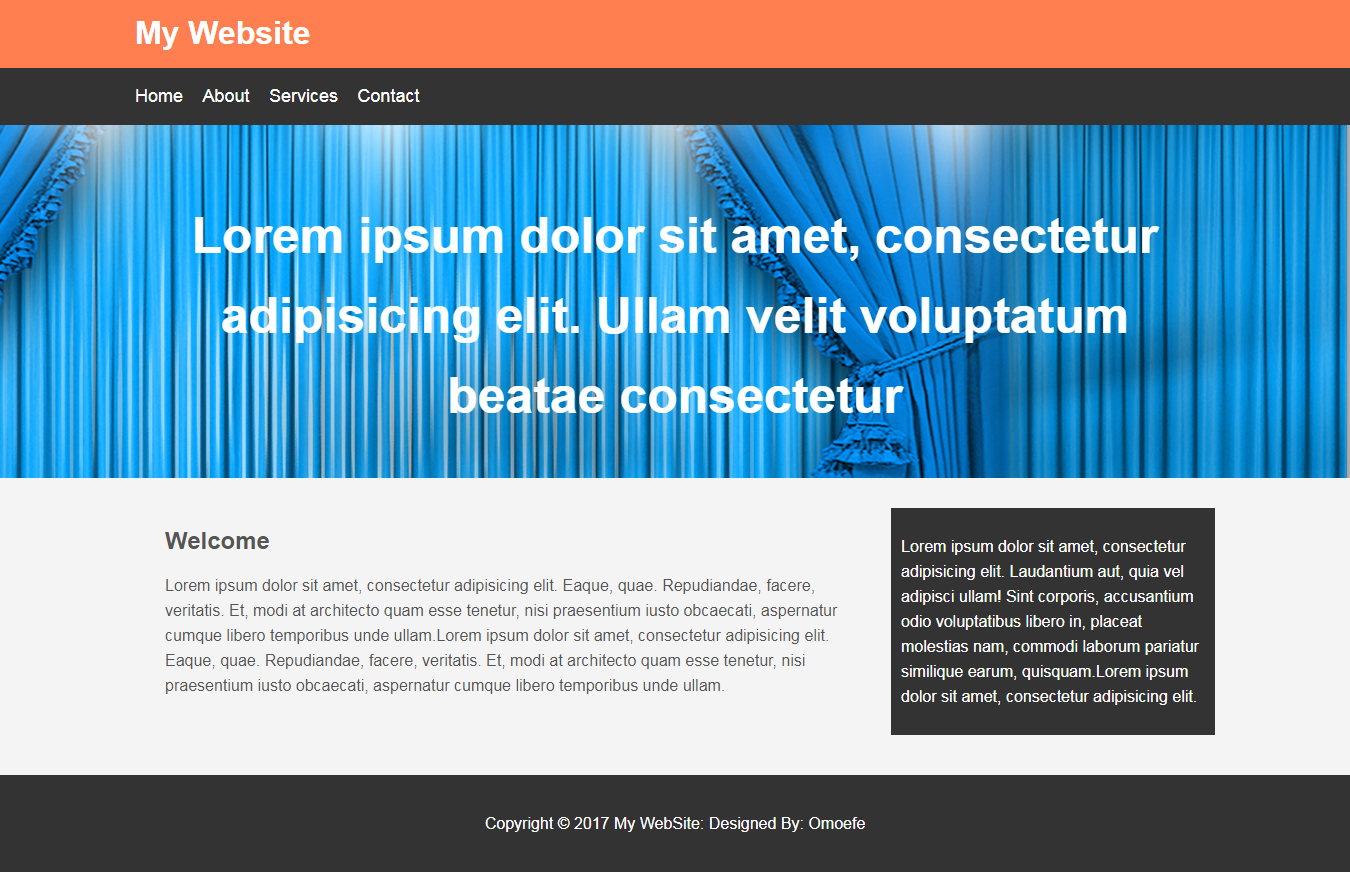 My Website
Home About Services Contact
Lorem ipsum dolor sit amet, consectetur
adipisicing elit. Ullam velit voluptatum
beatae consectetur
Welcome
Lorem ipsum dolor sit amet, consectetur adipisicing elit. Eaque, quae. Repudiandae, facere,
veritatis. Et, modi at architecto quam esse tenetur, nisi praesentium iusto obcaecati, aspernatur
cumque libero temporibus unde ullam.Lorem ipsum dolor sit amet, consectetur adipisicing elit.
Eaque, quae. Repudiandae, facere, veritatis. Et, modi at architecto quam esse tenetur, nisi
praesentium iusto obcaecati, aspernatur cumque libero temporibus unde ullam.
Lorem ipsum dolor sit amet, consectetur
adipisicing elit. Laudantium aut, quia vel
adipisci ullam! Sint corporis, accusantium
odio voluptatibus libero in, placeat
molestias nam, commodi laborum pariatur
similique earum, quisquam.Lorem ipsum
dolor sit amet, consectetur adipisicing elit.
Copyright © 2017 My WebSite: Designed By: Omoefe